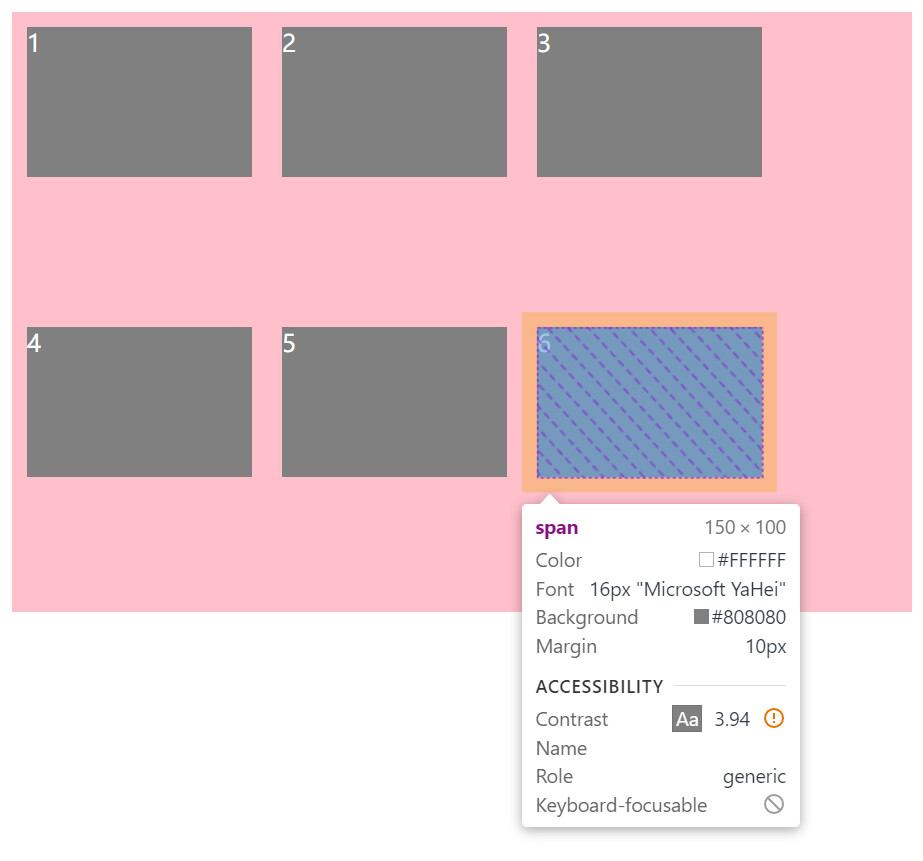 1 2 3
4 5 6
span 150 × 100
Color #FFFFFF
Font 16px "Microsoft YaHei"
Background #808080
Margin 10px
ACCESSIBILITY
Contrast Aa 3.94
Name
Role generic
Keyboard-focusable